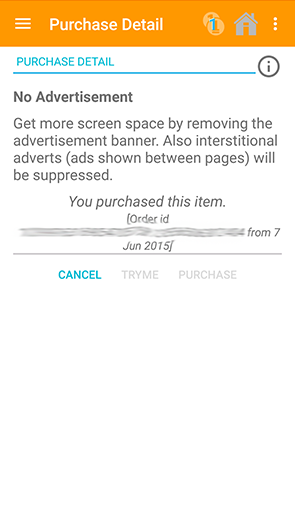 Purchase Detail
1
PURCHASE DETAIL
No Advertisement
Get more screen space by removing the
advertisement banner. Also interstitional
adverts (ads shown between pages) will
be suppressed.
You purchased this item.
[Order id
from 7
Jun 2015[
CANCEL TRYME PURCHASE